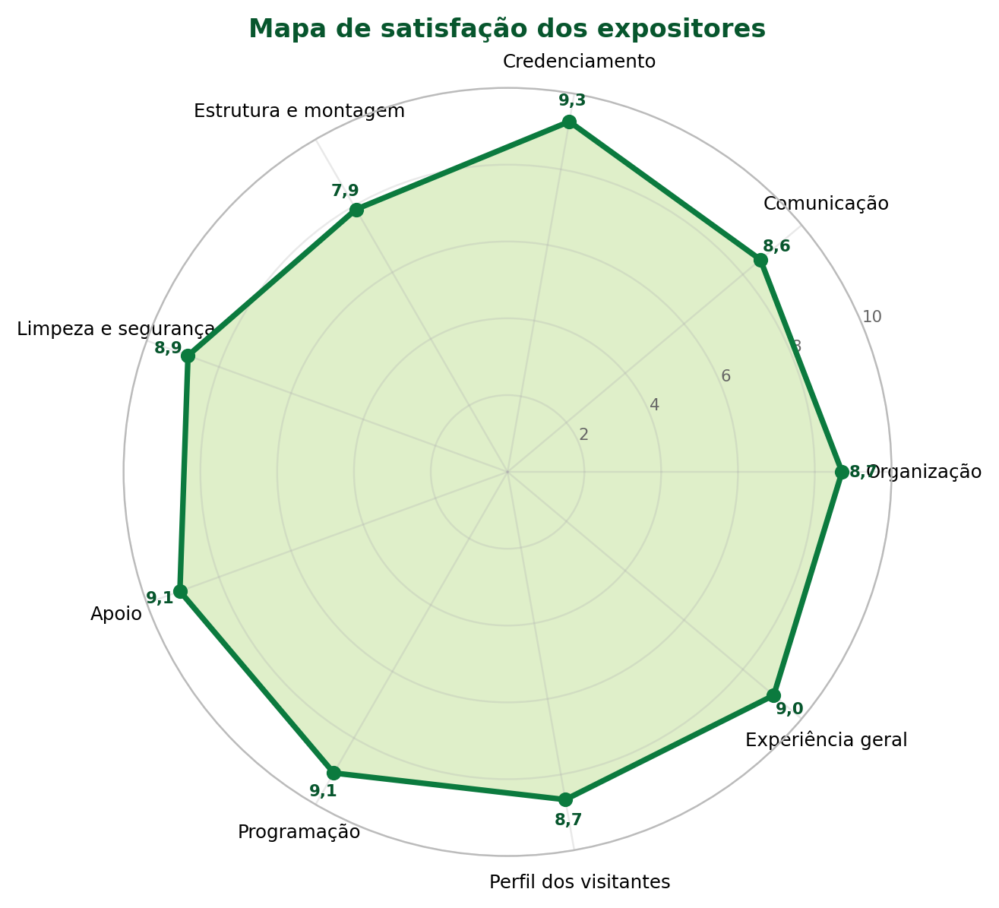 Mapa de satisfação dos expositores
Credenciamento
9,3
Estrutura e montagem
7,9
Comunicação
8,6
10
8
6
4
2
Limpeza e segurança
8,9
8,7
Organização
Apoio
9,1
Programação
9,1
Perfil dos visitantes
8,7
Experiência geral
9,0